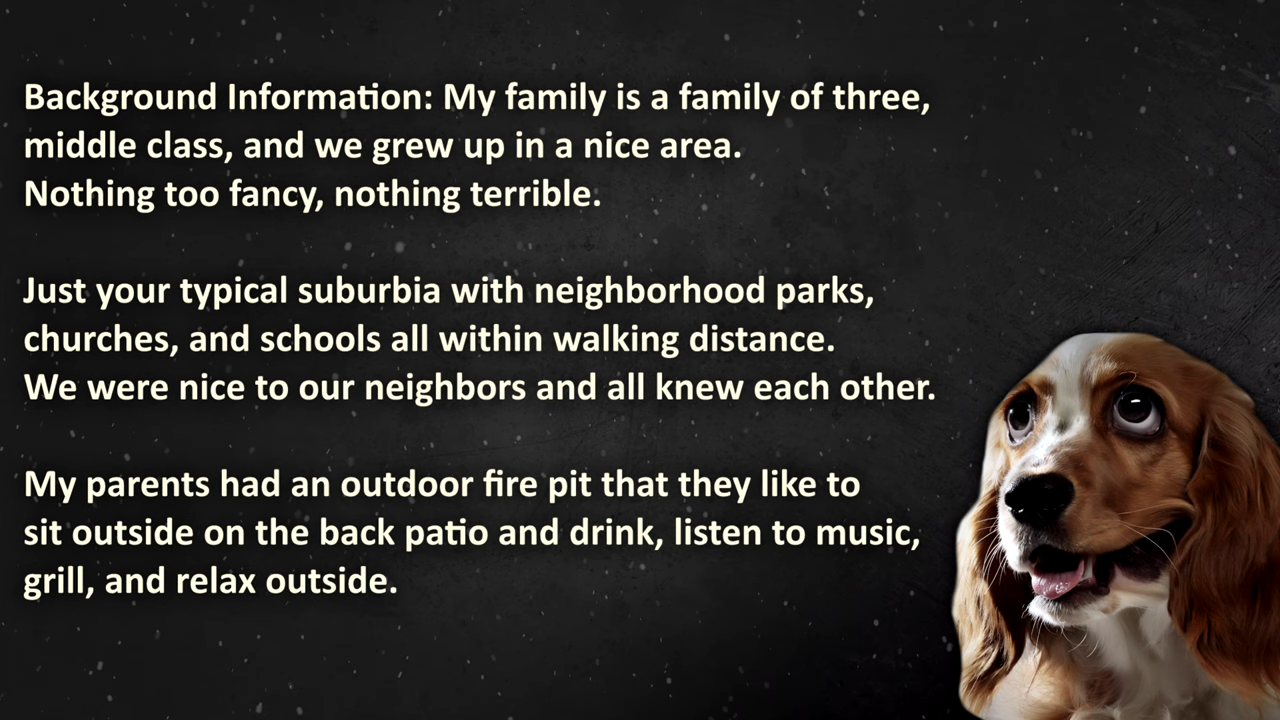 Background Information: My family is a family of three,
middle class, and we grew up in a nice area.
Nothing too fancy, nothing terrible.
Just your typical suburbia with neighborhood parks,
churches, and schools all within walking distance.
We were nice to our neighbors and all knew each other.
My parents had an outdoor fire pit that they like to
sit outside on the back patio and drink, listen to music,
grill, and relax outside.